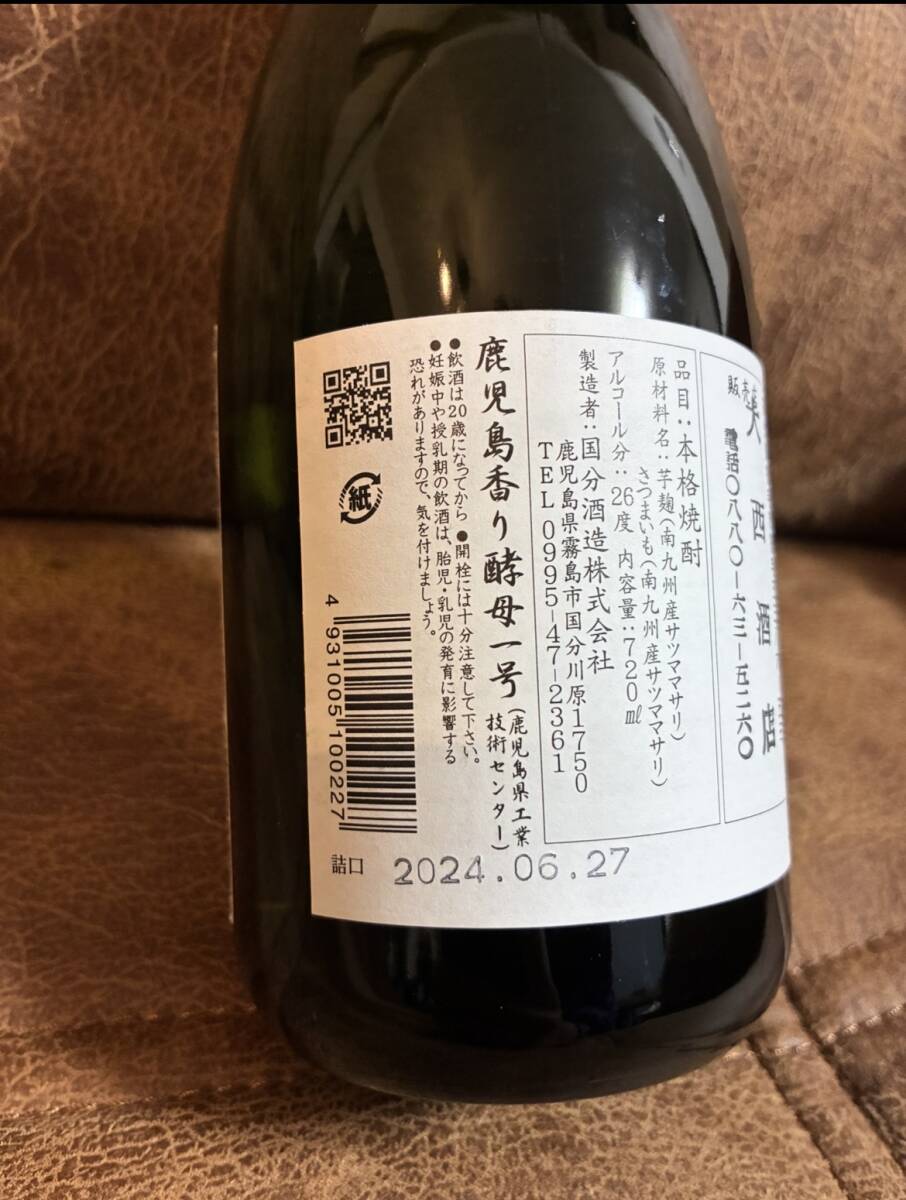 販売
西酒店
電話〇八八〇-六三-五二六〇
品目:本格焼酎
原材料名:芋麹(南九州産サツママサリ)
さつまいも(南九州産サツママサリ)
アルコール分:26度 内容量:720㎖
製造者:国分酒造株式会社
鹿児島県霧島市国分川原1750
TEL0995-47-2361
鹿児島香り酵母一号(鹿児島県工業
技術センター)
●飲酒は20歳になってから ●開栓には十分注意して下さい。
●妊娠中や授乳期の飲酒は、胎児・乳児の発育に影響する
恐れがありますので、気を付けましょう。
紙
4931005100227
詰口 2024.06.27